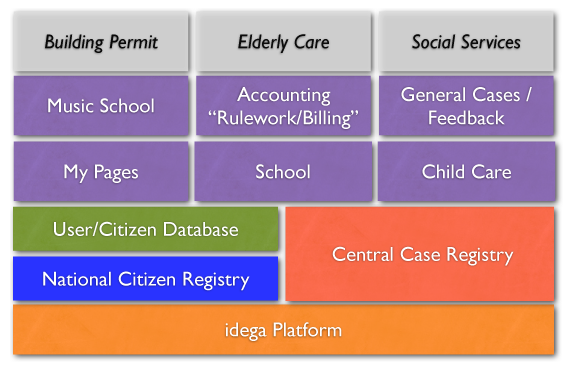 Building Permit
Elderly Care
Social Services
Music School
Accounting
“Rulework/Billing”
General Cases /
Feedback
My Pages
School
Child Care
User/Citizen Database
Central Case Registry
National Citizen Registry
idega Platform